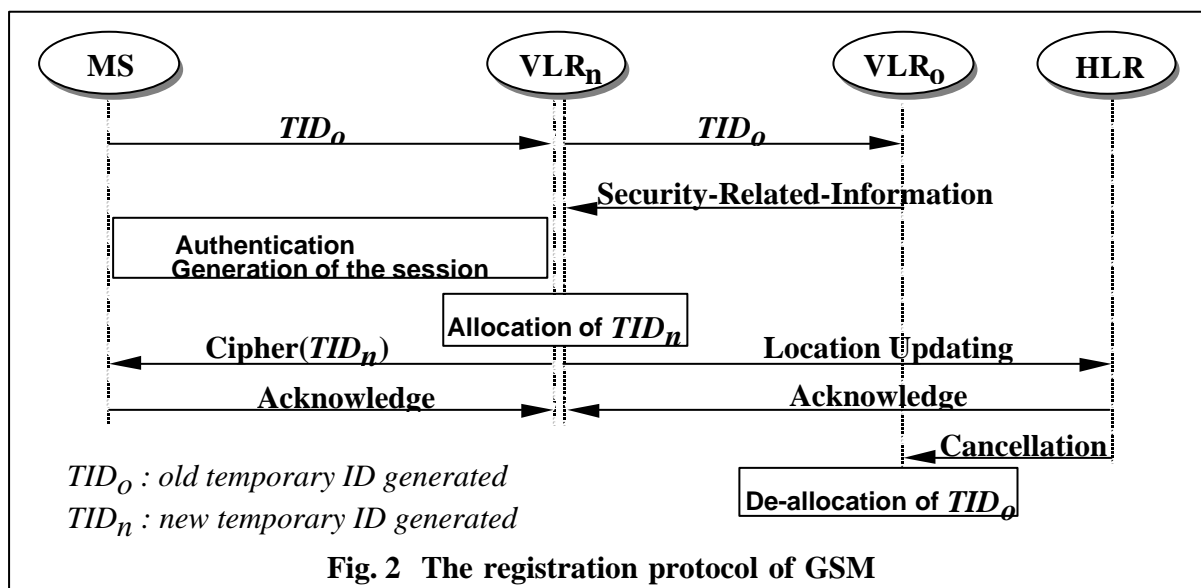 MS VLRn VLRo HLR
TIDo TIDo
Security-Related-Information
Authentication
Generation of the session
Allocation of TIDn
Cipher(TIDn) Location Updating
Acknowledge Acknowledge
Cancellation
TIDo : old temporary ID generated
De-allocation of TIDo
TIDn : new temporary ID generated
Fig. 2 The registration protocol of GSM